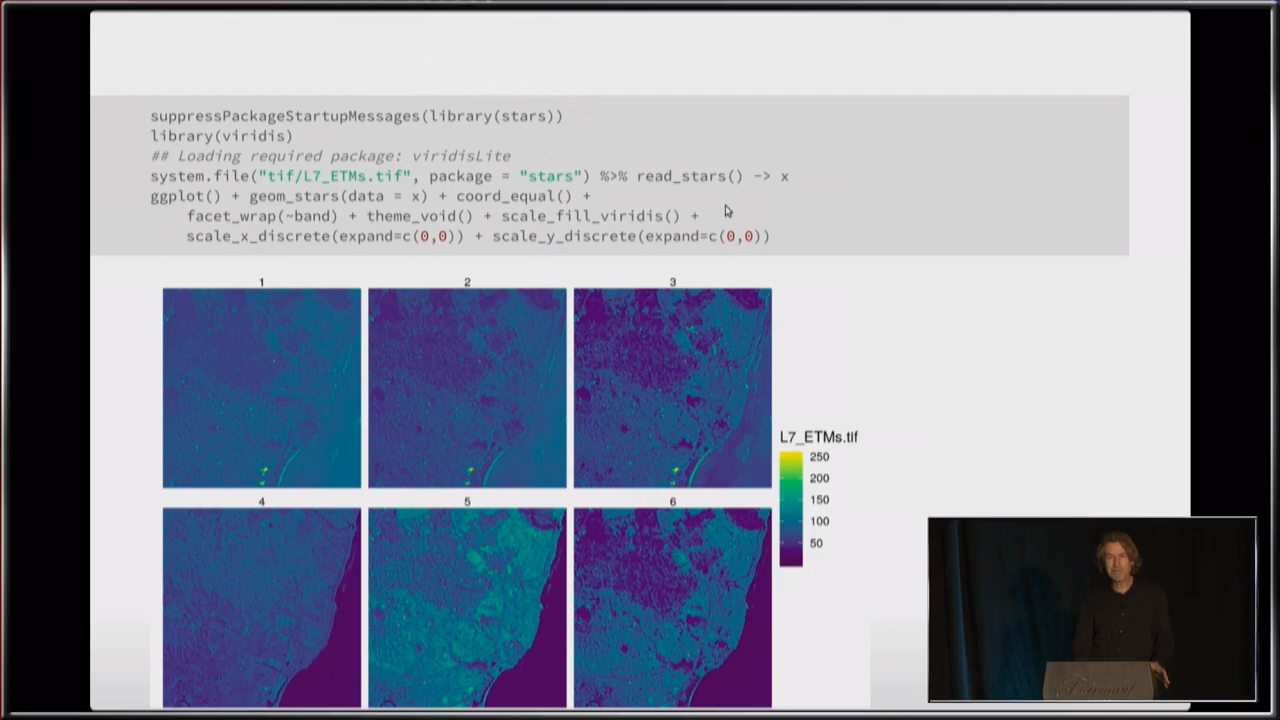 suppressPackageStartupMessages(library(stars))
library(viridis)
## Loading required package: viridisLite
system.file("tif/L7_ETMs.tif", package = "stars") %>% read_stars() -> x
ggplot() + geom_stars(data = x) + coord_equal() +
    facet_wrap(~band) + theme_void() + scale_fill_viridis() +
    scale_x_discrete(expand=c(0,0)) + scale_y_discrete(expand=c(0,0))
1 2 3
L7_ETMs.tif
250
200
150
100
50
4 5 6
Fairmont